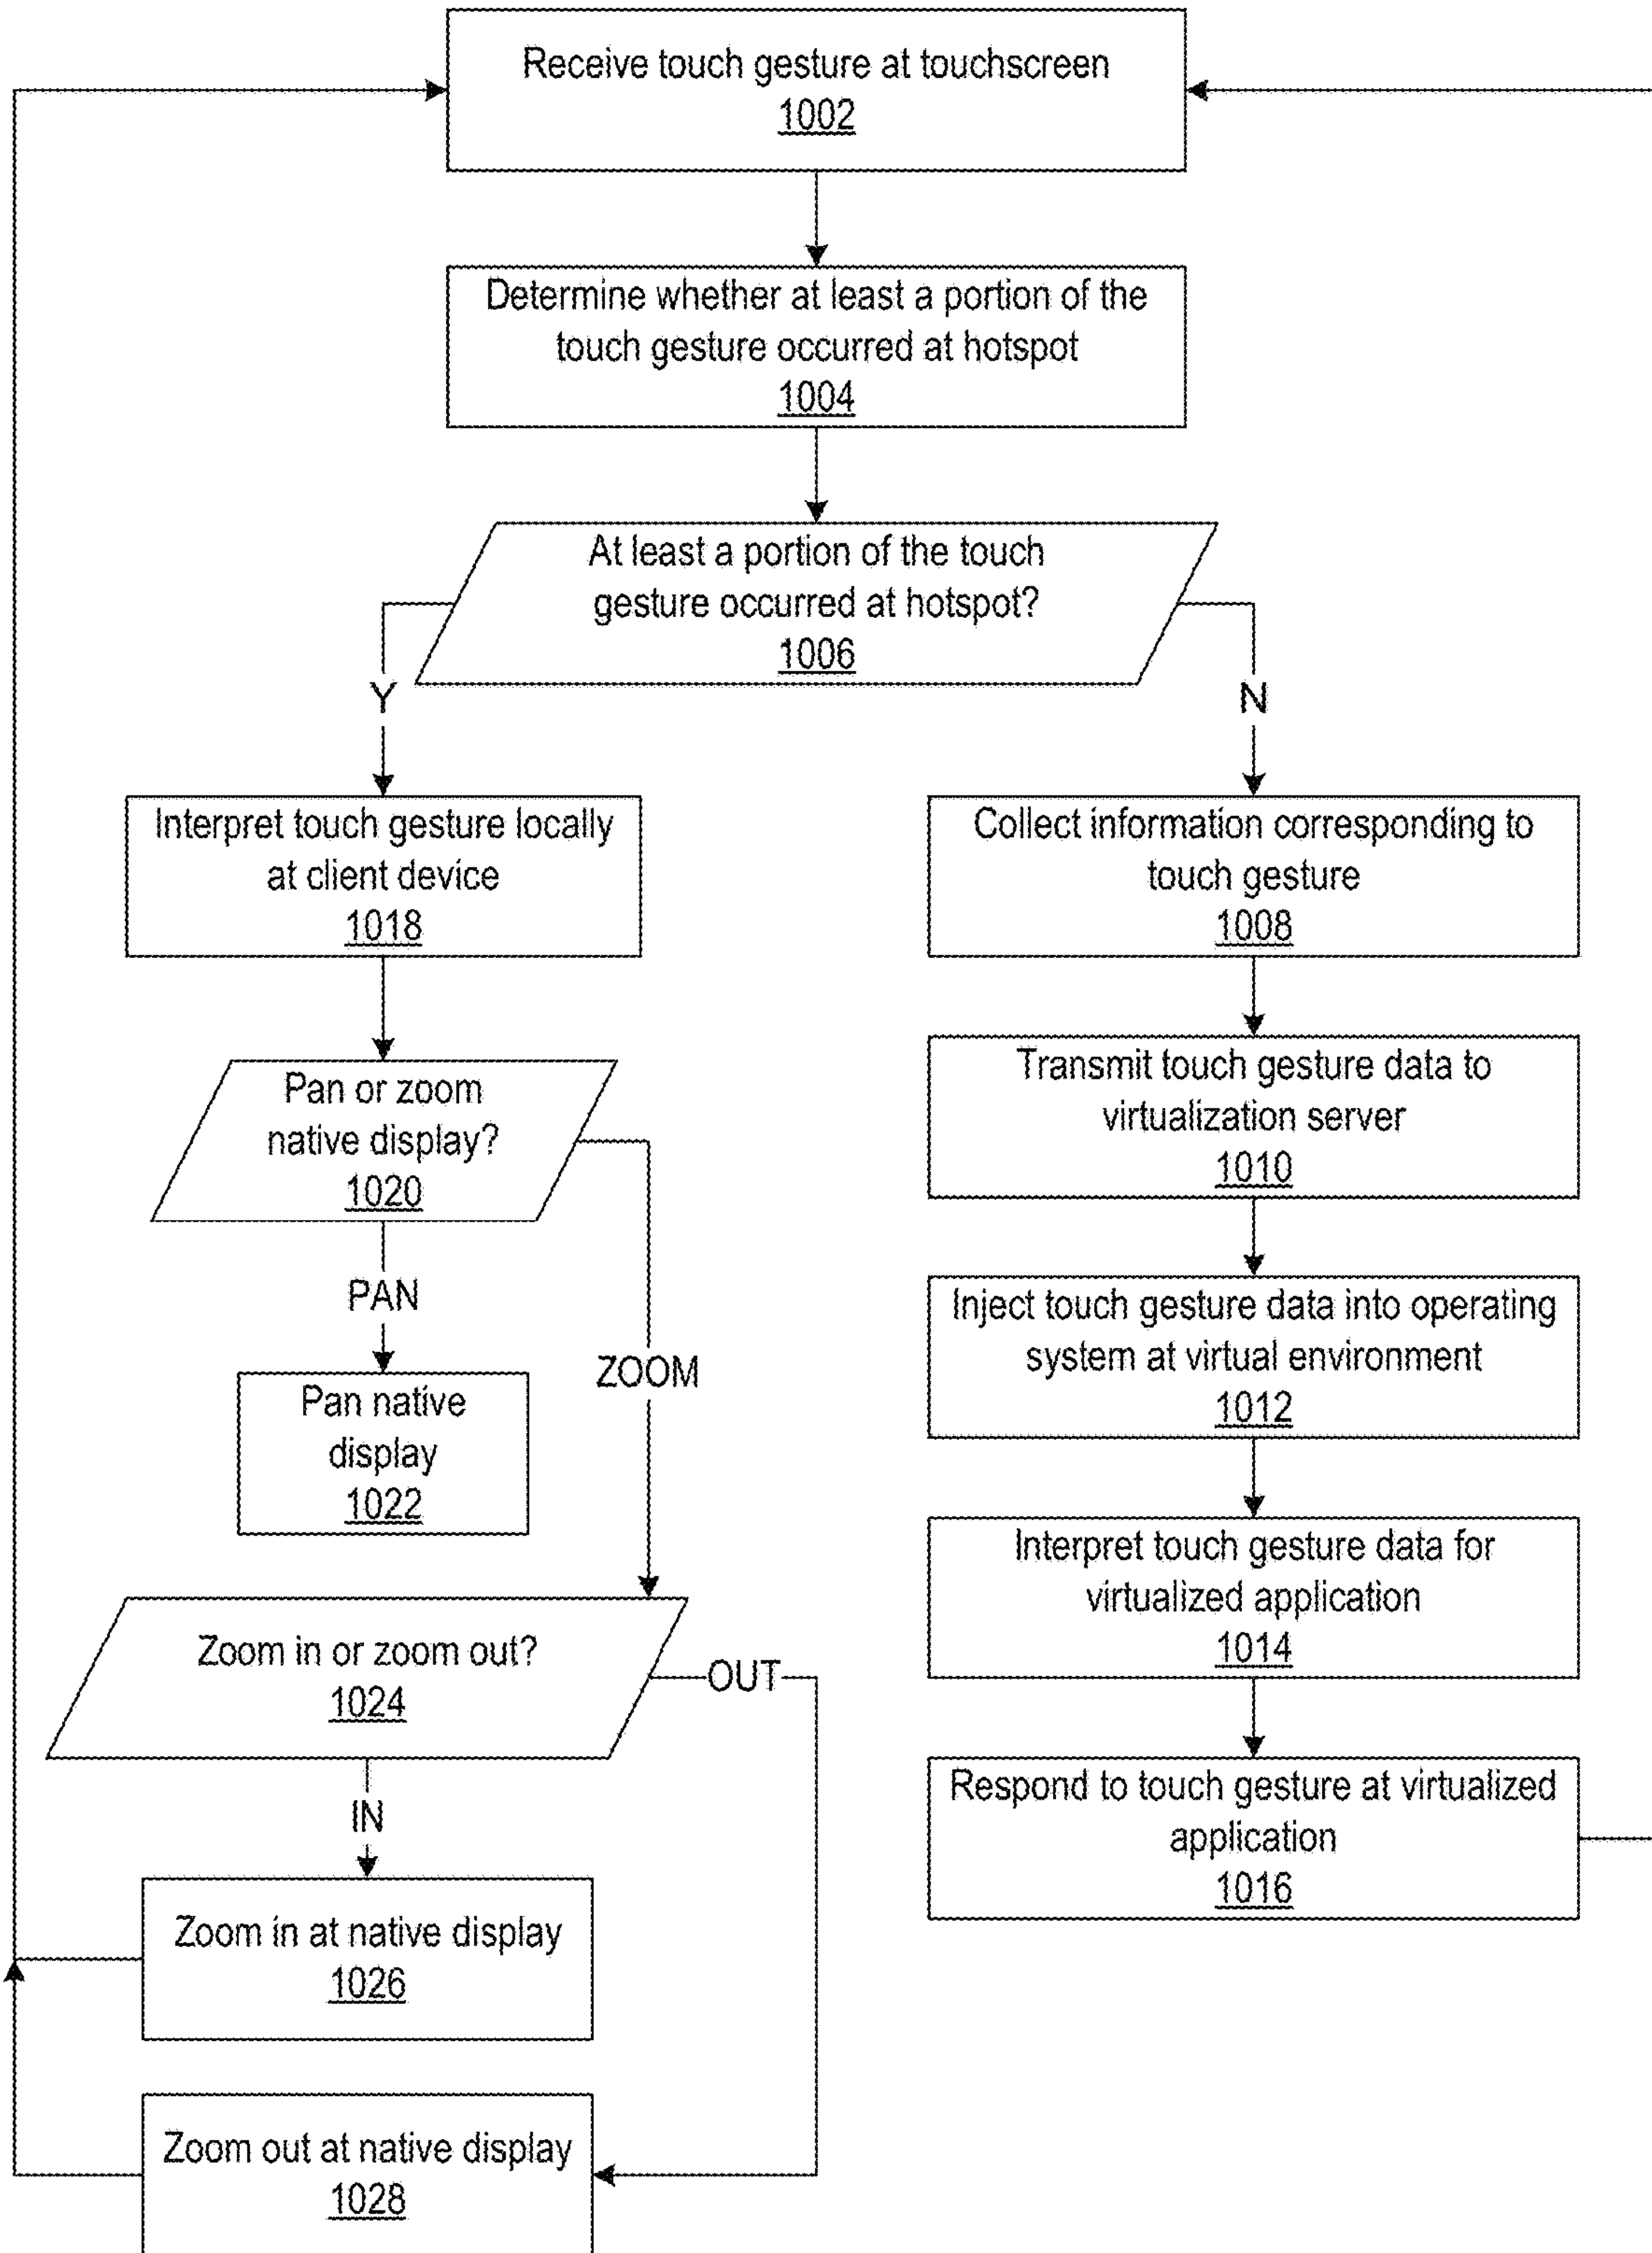 Receive touch gesture at touchscreen
1002
Determine whether at least a portion of the
touch gesture occurred at hotspot
1004
At least a portion of the touch
gesture occurred at hotspot?
1006
Y
N
Interpret touch gesture locally
at client device
1018
Collect information corresponding to
touch gesture
1008
Pan or zoom
native display?
1020
Transmit touch gesture data to
virtualization server
1010
PAN
ZOOM
Inject touch gesture data into operating
system at virtual environment
1012
Pan native
display
1022
Interpret touch gesture data for
virtualized application
1014
Zoom in or zoom out?
1024
OUT
IN
Respond to touch gesture at virtualized
application
1016
Zoom in at native display
1026
Zoom out at native display
1028